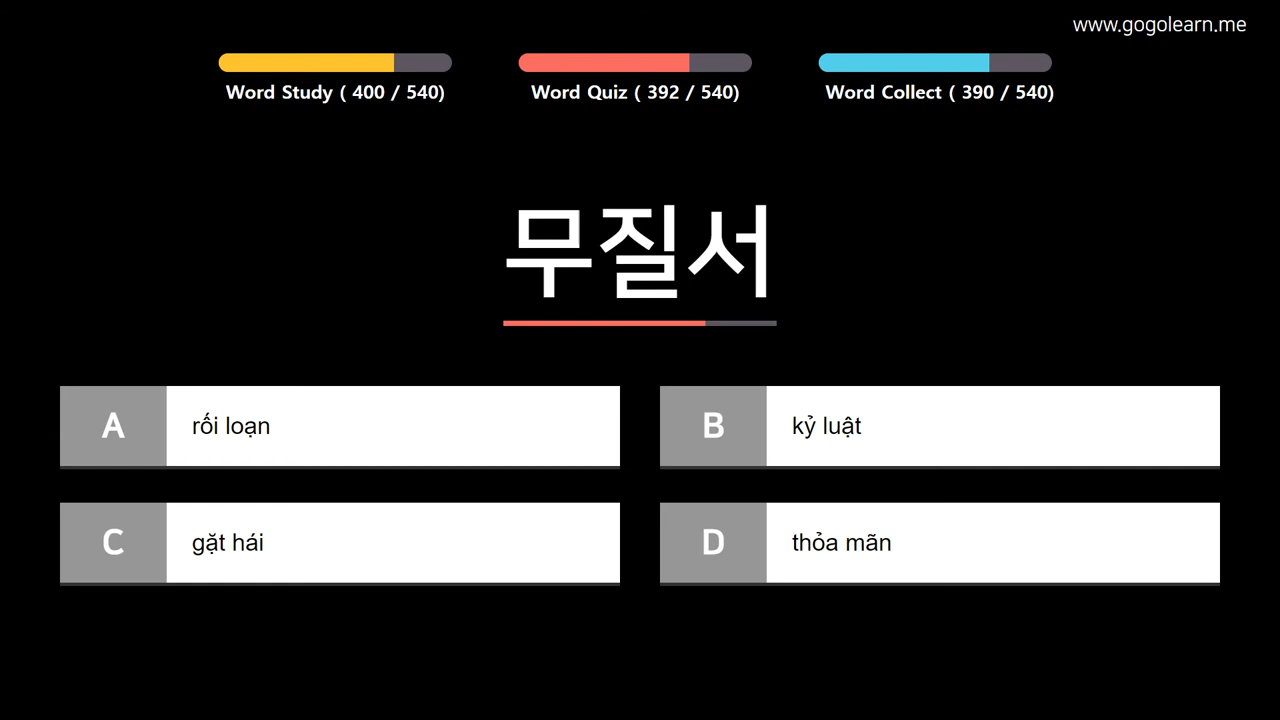 www.gogolearn.me
Word Study ( 400 / 540)
Word Quiz ( 392 / 540)
Word Collect ( 390 / 540)
무질서
A rối loạn
B kỷ luật
C gặt hái
D thỏa mãn